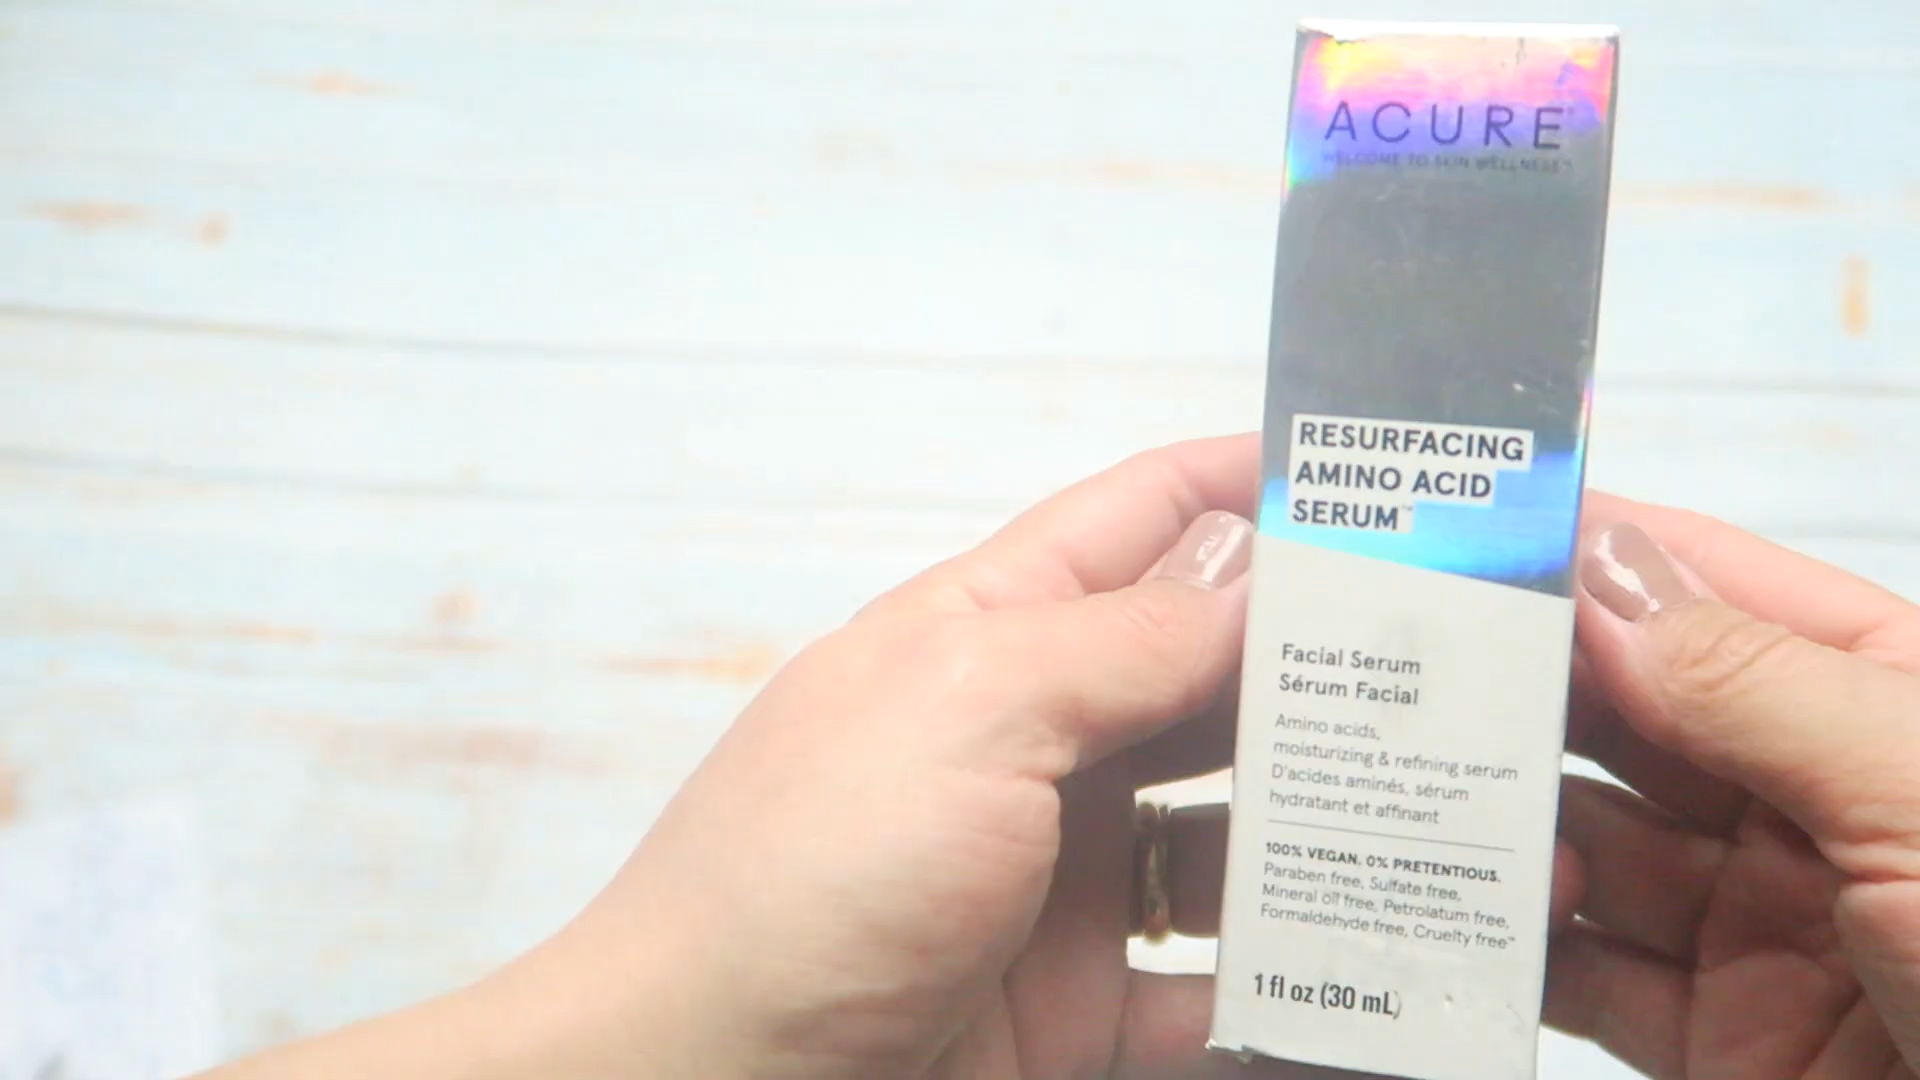 ACURE
WELCOME TO SKIN WELLNESS™
RESURFACING
AMINO ACID
SERUM™
Facial Serum
Sérum Facial
Amino acids,
moisturizing & refining serum
D'acides aminés, sérum
hydratant et affinant
100% VEGAN. 0% PRETENTIOUS.
Paraben free, Sulfate free,
Mineral oil free, Petrolatum free,
Formaldehyde free, Cruelty free™
1 fl oz (30 mL)